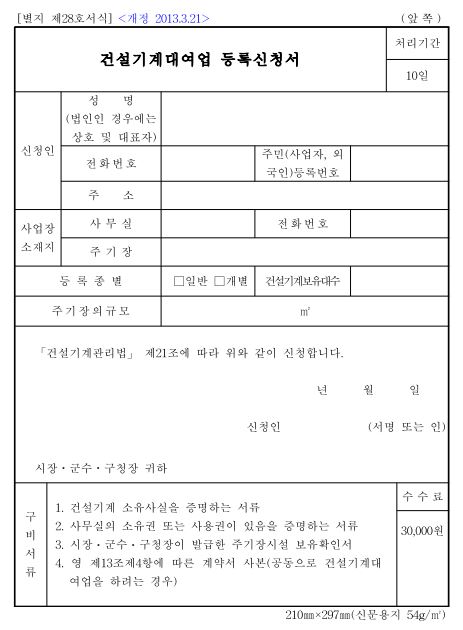 [별지 제28호서식] <개정 2013.3.21> (앞 쪽)
건설기계대여업 등록신청서
처리기간
10일
신청인
성 명
(법인인 경우에는
상호 및 대표자)
전화번호
주민(사업자, 외
국인)등록번호
주 소
사업장
소재지
사 무 실
전 화 번 호
주 기 장
등 록 종 별
□일반 □개별
건설기계보유대수
주기장의규모
㎡
「건설기계관리법」 제21조에 따라 위와 같이 신청합니다.
년 월 일
신청인 (서명 또는 인)
시장·군수·구청장 귀하
구
비
서
류
1. 건설기계 소유사실을 증명하는 서류
2. 사무실의 소유권 또는 사용권이 있음을 증명하는 서류
3. 시장·군수·구청장이 발급한 주기장시설 보유확인서
4. 영 제13조제4항에 따른 계약서 사본(공동으로 건설기계대
여업을 하려는 경우)
수 수 료
30,000원
210㎜×297㎜(신문용지 54g/㎡)